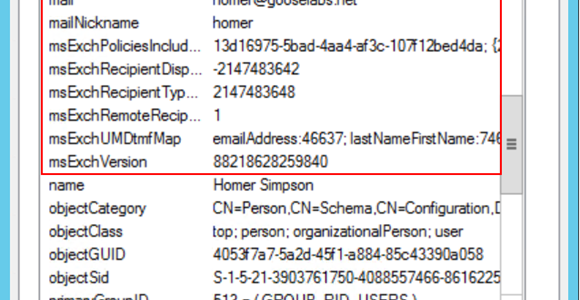 mail homer@gooselabs.net
mailNickname homer
msExchPoliciesInclud... 13d16975-5bad-4aa4-af3c-107f12bed4da; {2
msExchRecipientDisp... -2147483642
msExchRecipientTyp... 2147483648
msExchRemoteRecip... 1
msExchUMDtmfMap emailAddress:46637; lastNameFirstName:746
msExchVersion 88218628259840
name Homer Simpson
objectCategory CN=Person,CN=Schema,CN=Configuration,D
objectClass top; person; organizationalPerson; user
objectGUID 4053f7a7-5a2d-45f1-a884-85c43390a058
objectSid S-1-5-21-3903761750-4088557466-8616225
primaryGroupID 513 = ( GROUP_RID_USERS )